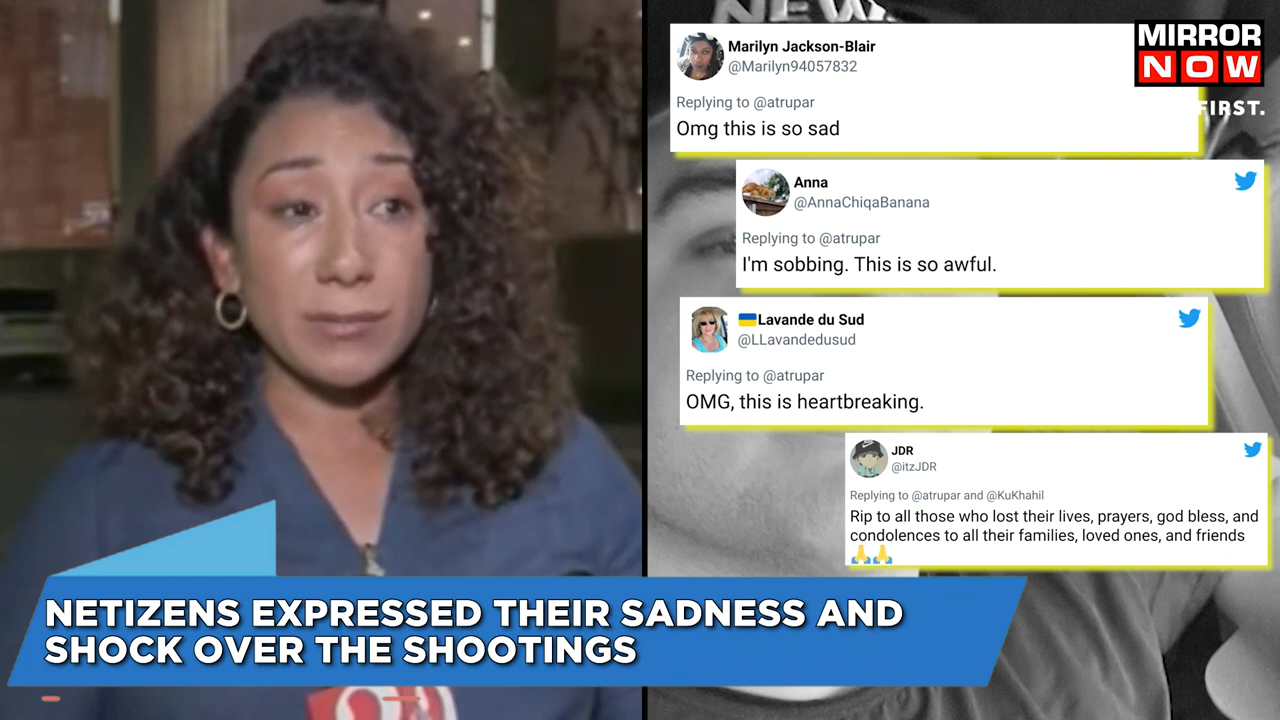 NEWS
MIRROR
NOW
FIRST.
Marilyn Jackson-Blair
@Marilyn94057832
Replying to @atrupar
Omg this is so sad
Anna
@AnnaChiqaBanana
Replying to @atrupar
I'm sobbing. This is so awful.
🇺🇦Lavande du Sud
@LLavandedusud
Replying to @atrupar
OMG, this is heartbreaking.
JDR
@itzJDR
Replying to @atrupar and @KuKhahil
Rip to all those who lost their lives, prayers, god bless, and
condolences to all their families, loved ones, and friends
🙏🙏
NETIZENS EXPRESSED THEIR SADNESS AND
SHOCK OVER THE SHOOTINGS